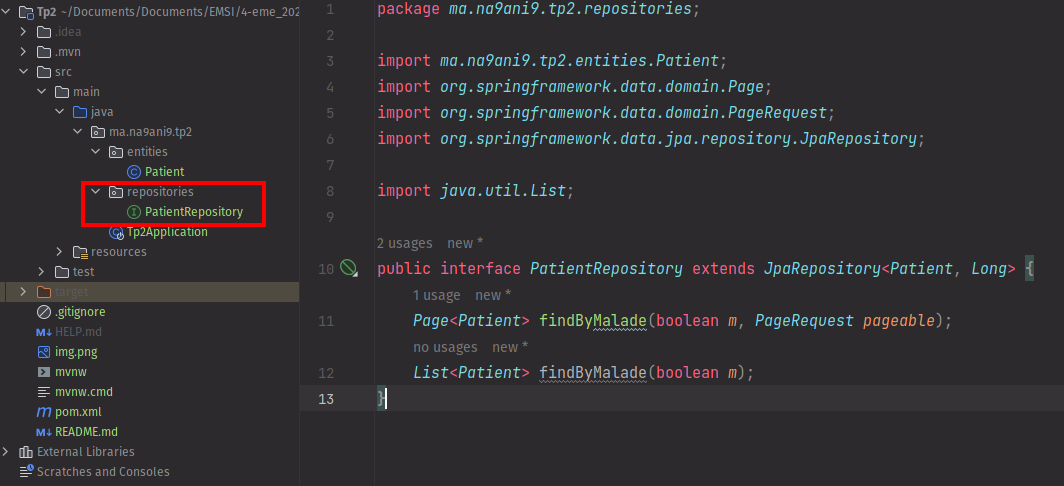 Tp2 ~/Documents/Documents/EMSI/4-eme_202
.idea
.mvn
src
main
java
ma.na9ani9.tp2
entities
Patient
repositories
PatientRepository
Tp2Application
resources
test
target
.gitignore
HELP.md
img.png
mvnw
mvnw.cmd
pom.xml
README.md
External Libraries
Scratches and Consoles
1 package ma.na9ani9.tp2.repositories;
2
3 import ma.na9ani9.tp2.entities.Patient;
4 import org.springframework.data.domain.Page;
5 import org.springframework.data.domain.PageRequest;
6 import org.springframework.data.jpa.repository.JpaRepository;
7
8 import java.util.List;
9
2 usages new *
10 public interface PatientRepository extends JpaRepository<Patient, Long> {
1 usage new *
11 Page<Patient> findByMalade(boolean m, PageRequest pageable);
no usages new *
12 List<Patient> findByMalade(boolean m);
13 }